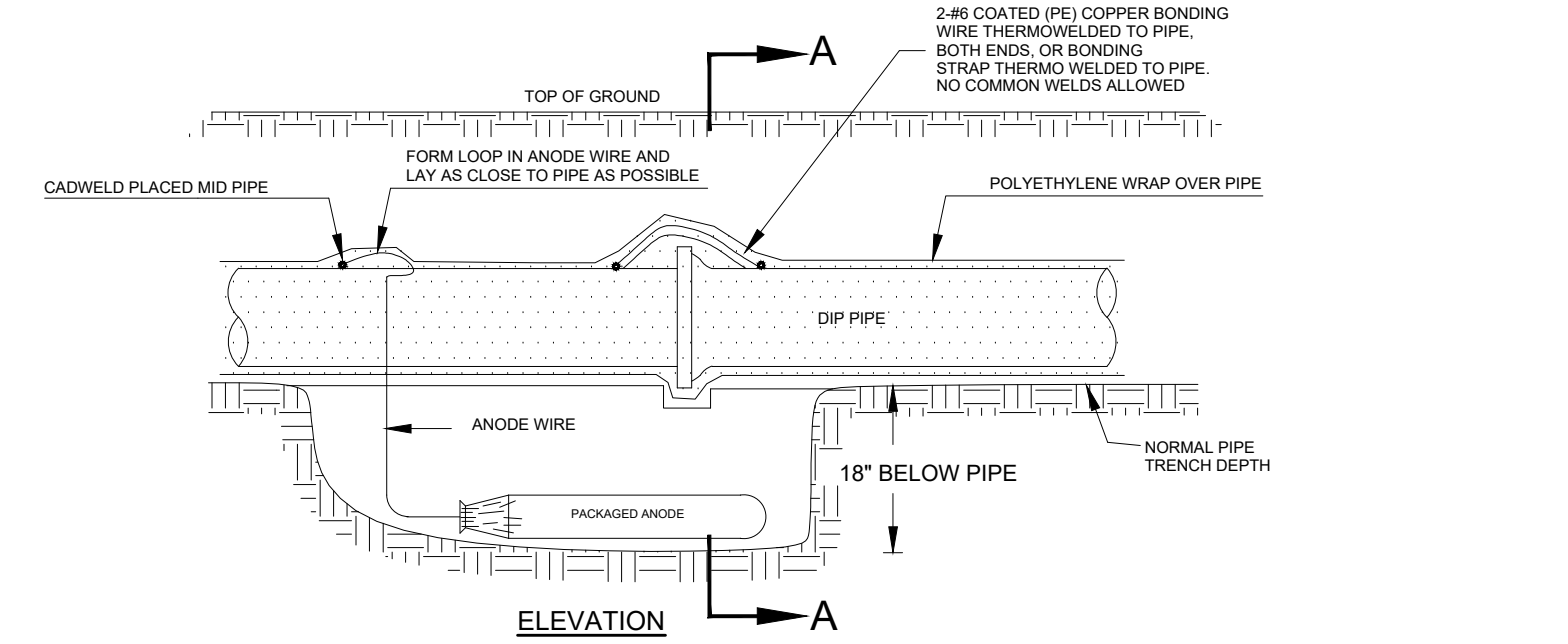 2-#6 COATED (PE) COPPER BONDING
WIRE THERMOWELDED TO PIPE,
BOTH ENDS, OR BONDING
STRAP THERMO WELDED TO PIPE.
NO COMMON WELDS ALLOWED
A
TOP OF GROUND
FORM LOOP IN ANODE WIRE AND
LAY AS CLOSE TO PIPE AS POSSIBLE
CADWELD PLACED MID PIPE
POLYETHYLENE WRAP OVER PIPE
DIP PIPE
ANODE WIRE
NORMAL PIPE
TRENCH DEPTH
18" BELOW PIPE
PACKAGED ANODE
A
ELEVATION